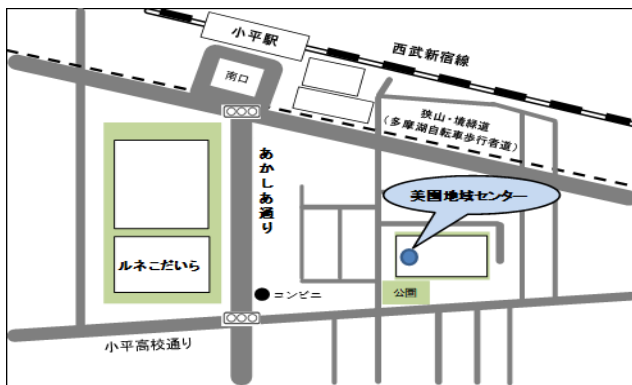 小平駅
西武新宿線
南口
狭山・境緑道
（多摩湖自転車歩行者道）
あかしあ通り
美園地域センター
ルネこだいら
コンビニ
公園
小平高校通り